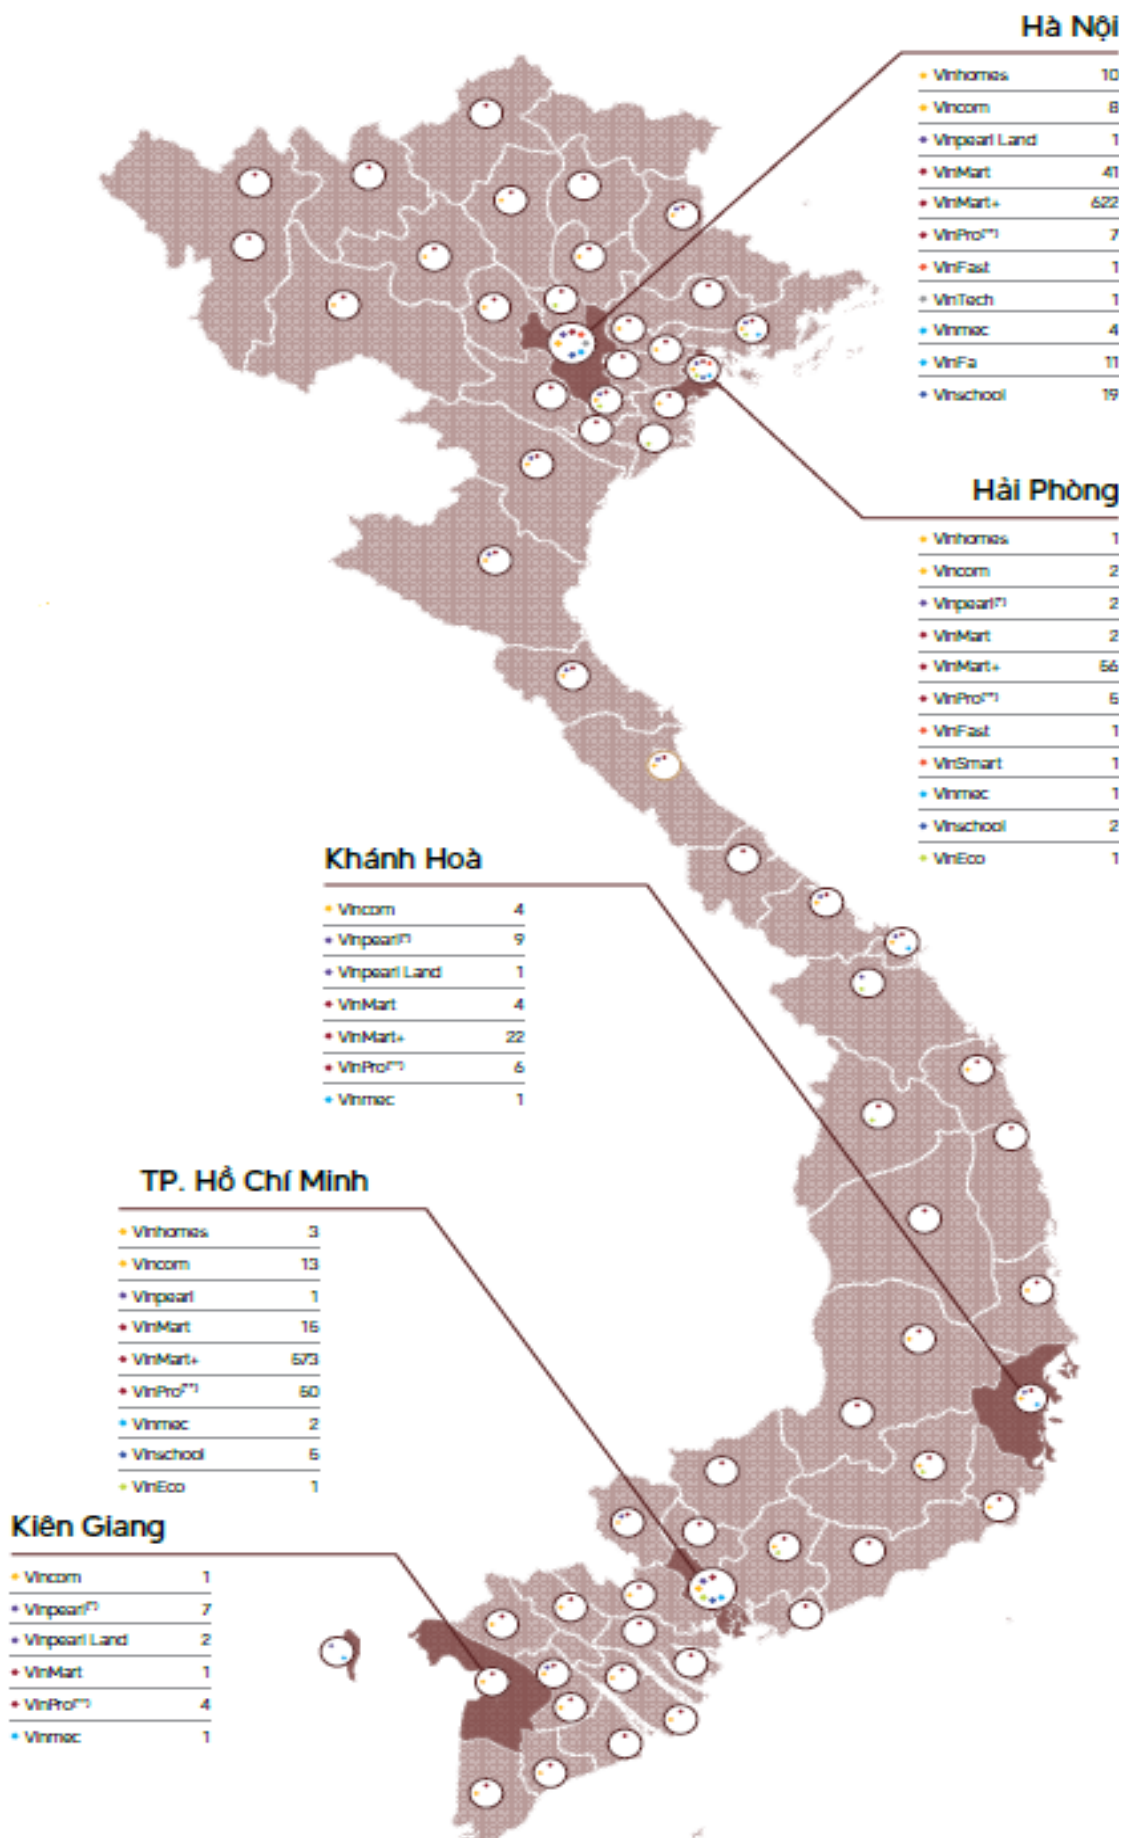 Hà Nội
Vinhomes 10
Vincom 8
Vinpearl Land 1
VinMart 41
VinMart+ 622
VinPro(**) 7
VinFast 1
VinTech 1
Vinmec 4
VinFa 11
Vinschool 19
Hải Phòng
Vinhomes 1
Vincom 2
Vinpearl(*) 2
VinMart 2
VinMart+ 56
VinPro(**) 5
VinFast 1
VinSmart 1
Vinmec 1
Vinschool 2
VinEco 1
Khánh Hoà
Vincom 4
Vinpearl(*) 9
Vinpearl Land 1
VinMart 4
VinMart+ 22
VinPro(**) 6
Vinmec 1
TP. Hồ Chí Minh
Vinhomes 3
Vincom 13
Vinpearl 1
VinMart 15
VinMart+ 573
VinPro(**) 50
Vinmec 2
Vinschool 5
VinEco 1
Kiên Giang
Vincom 1
Vinpearl(*) 7
Vinpearl Land 2
VinMart 1
VinPro(**) 4
Vinmec 1